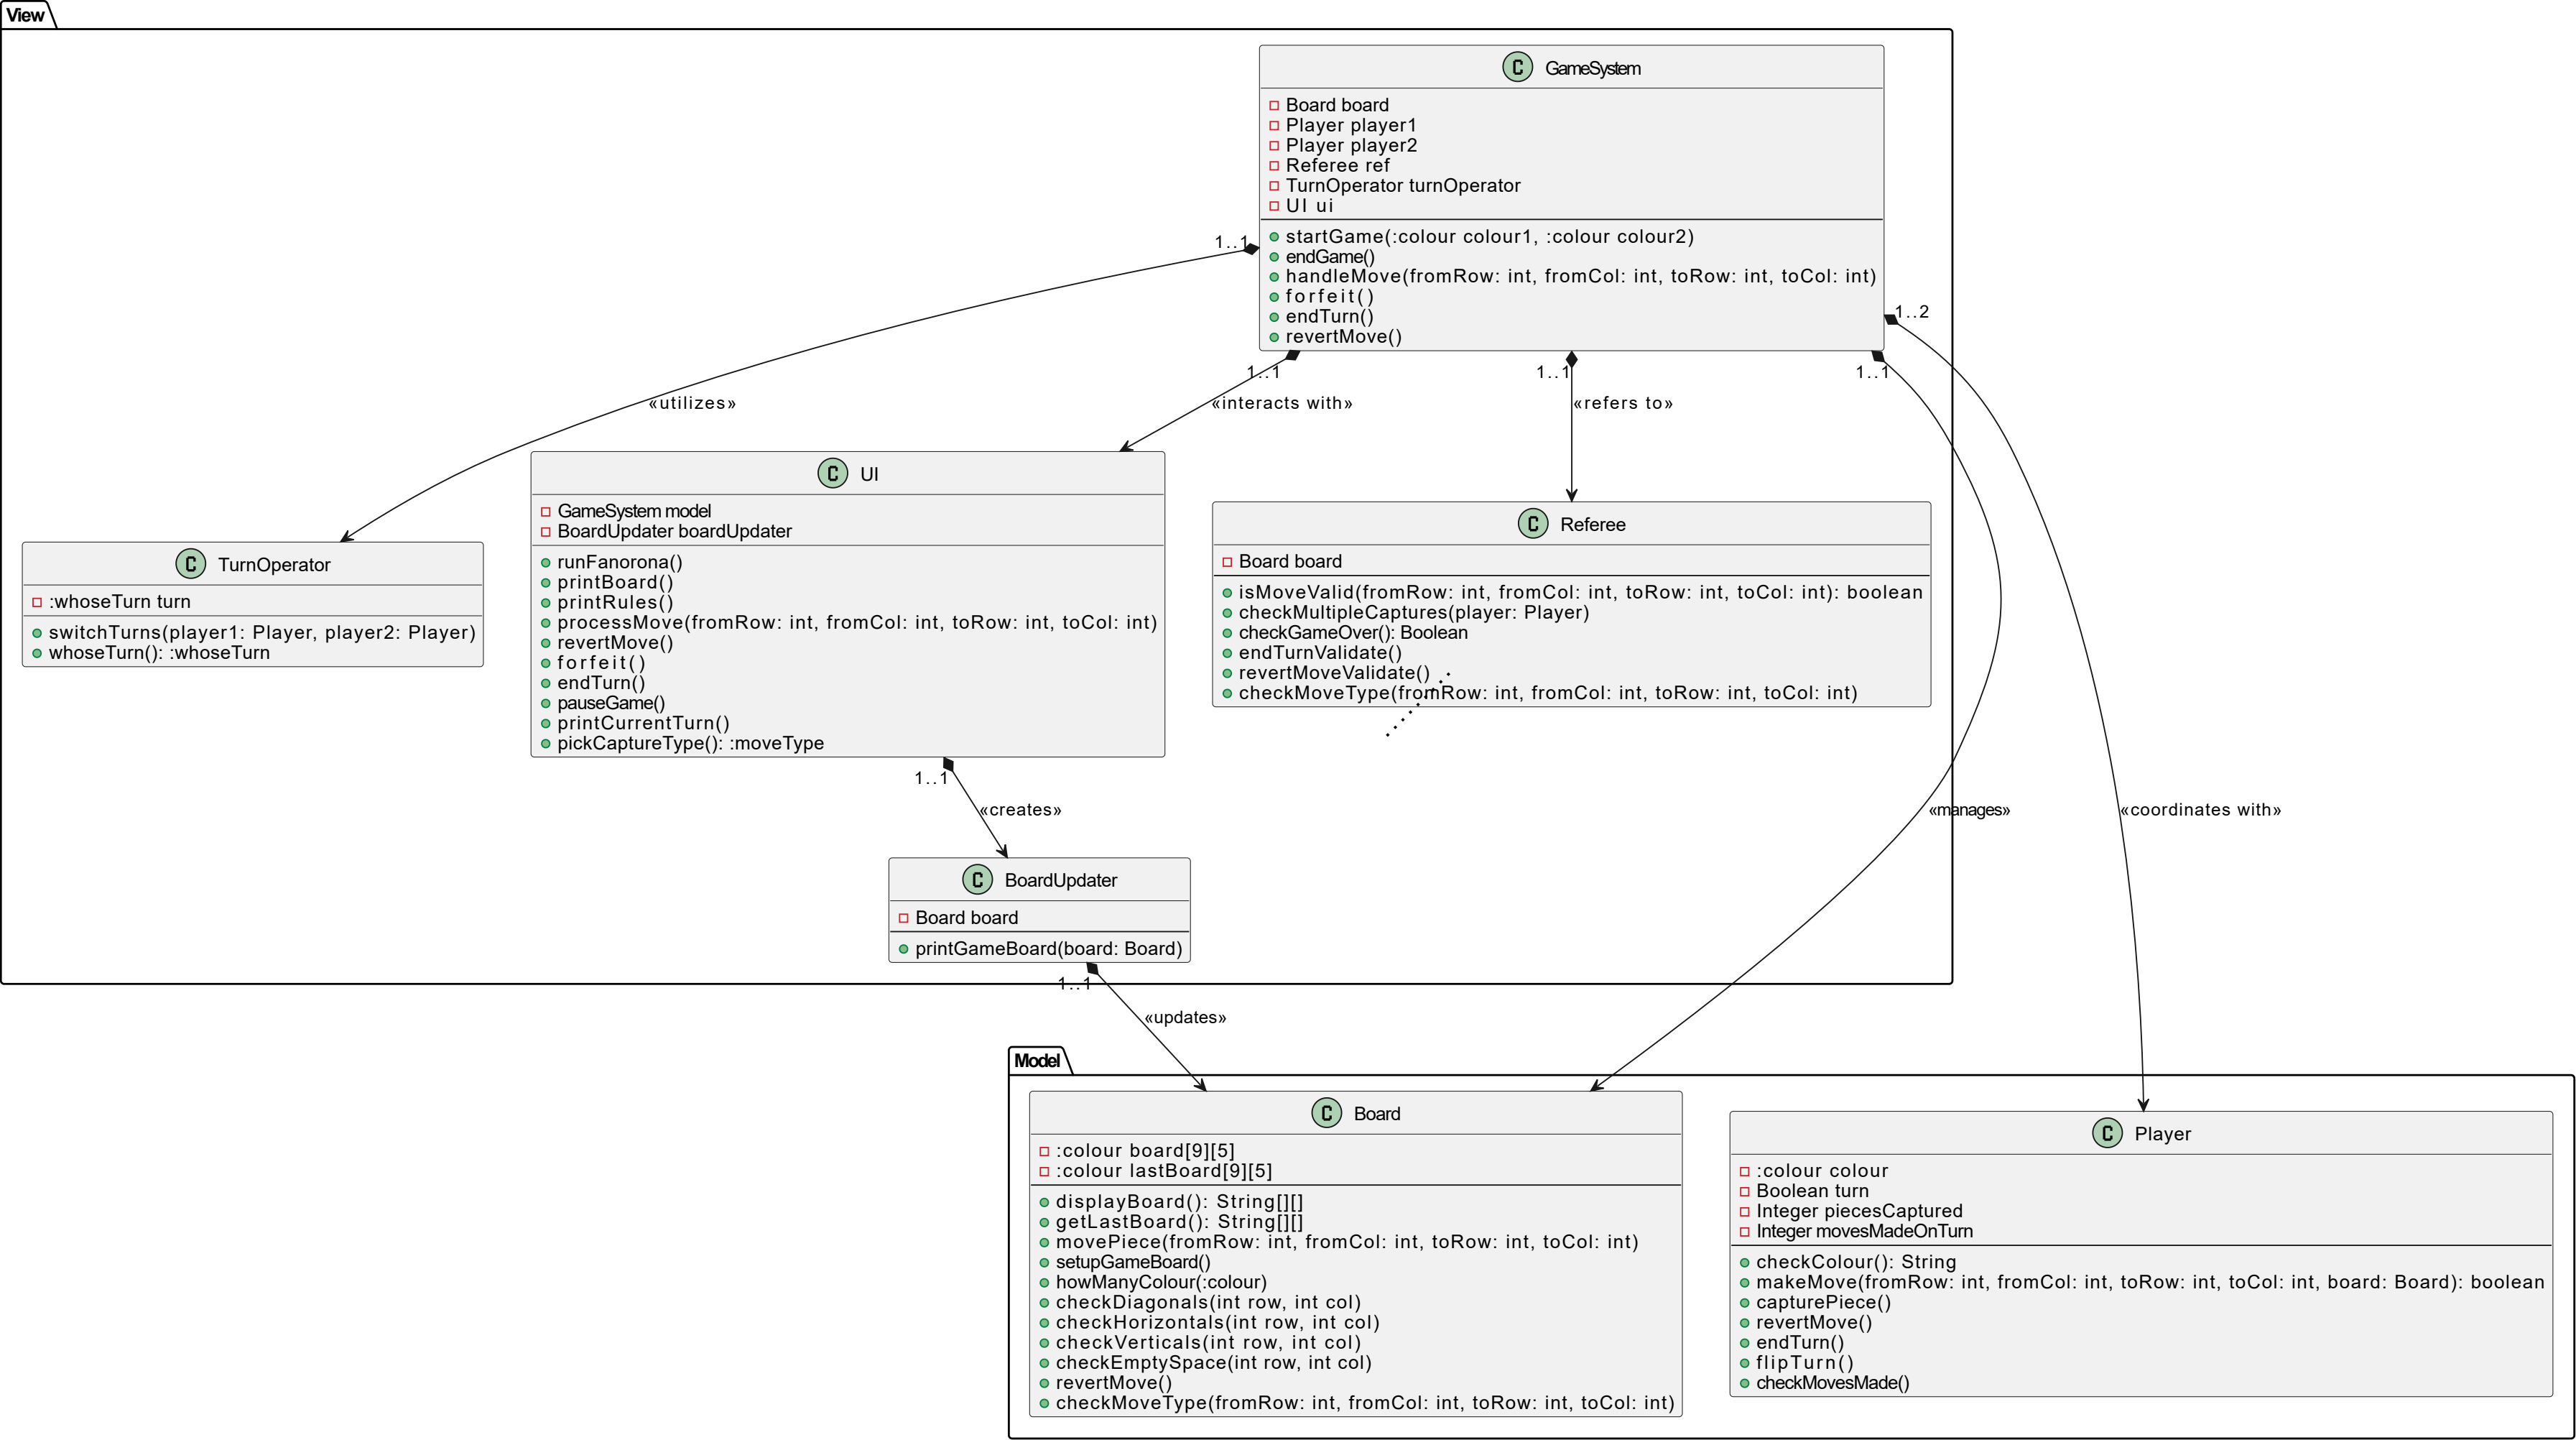 View
C GameSystem
Board board
Player player1
Player player2
Referee ref
TurnOperator turnOperator
UI ui
startGame(:colour colour1, :colour colour2)
endGame()
handleMove(fromRow: int, fromCol: int, toRow: int, toCol: int)
forfeit()
endTurn()
revertMove()
1..1
1..2
1..1
1..1
1..1
«utilizes»
«interacts with»
«refers to»
C UI
GameSystem model
BoardUpdater boardUpdater
runFanorona()
printBoard()
printRules()
processMove(fromRow: int, fromCol: int, toRow: int, toCol: int)
revertMove()
forfeit()
endTurn()
pauseGame()
printCurrentTurn()
pickCaptureType(): :moveType
C Referee
Board board
isMoveValid(fromRow: int, fromCol: int, toRow: int, toCol: int): boolean
checkMultipleCaptures(player: Player)
checkGameOver(): Boolean
endTurnValidate()
revertMoveValidate()
checkMoveType(fromRow: int, fromCol: int, toRow: int, toCol: int)
C TurnOperator
:whoseTurn turn
switchTurns(player1: Player, player2: Player)
whoseTurn(): :whoseTurn
1..1
«creates»
«manages»
«coordinates with»
C BoardUpdater
Board board
printGameBoard(board: Board)
1..1
«updates»
Model
C Board
:colour board[9][5]
:colour lastBoard[9][5]
displayBoard(): String[][]
getLastBoard(): String[][]
movePiece(fromRow: int, fromCol: int, toRow: int, toCol: int)
setupGameBoard()
howManyColour(:colour)
checkDiagonals(int row, int col)
checkHorizontals(int row, int col)
checkVerticals(int row, int col)
checkEmptySpace(int row, int col)
revertMove()
checkMoveType(fromRow: int, fromCol: int, toRow: int, toCol: int)
C Player
:colour colour
Boolean turn
Integer piecesCaptured
Integer movesMadeOnTurn
checkColour(): String
makeMove(fromRow: int, fromCol: int, toRow: int, toCol: int, board: Board): boolean
capturePiece()
revertMove()
endTurn()
flipTurn()
checkMovesMade()